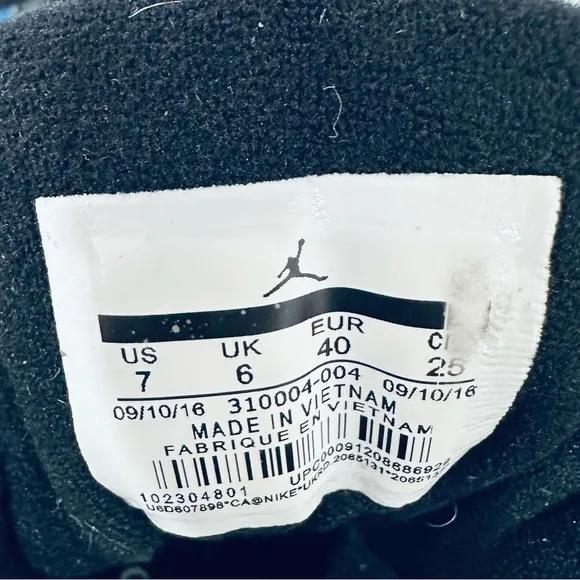 US UK EUR
7 6 40 25
09/10/16 310004-004 09/10/16
MADE IN VIETNAM
FABRIQUE EN VIETNAM
102304801